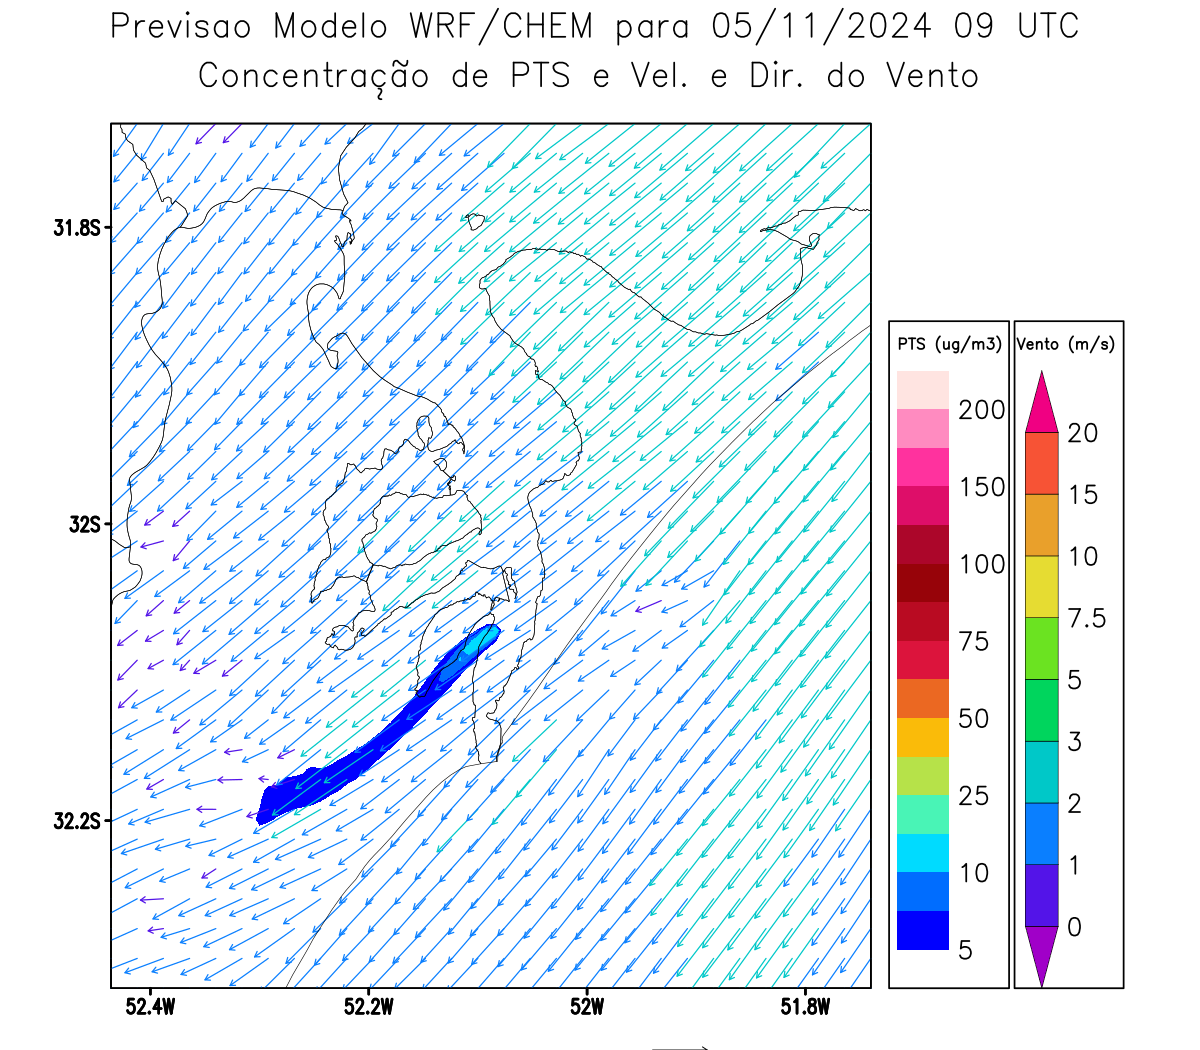 Previsao Modelo WRF/CHEM para 05/11/2024 09 UTC
Concentração de PTS e Vel. e Dir. do Vento
31.8S
32S
32.2S
52.4W
52.2W
52W
51.8W
PTS (ug/m3)
200
150
100
75
50
25
10
5
Vento (m/s)
20
15
10
7.5
5
3
2
1
0